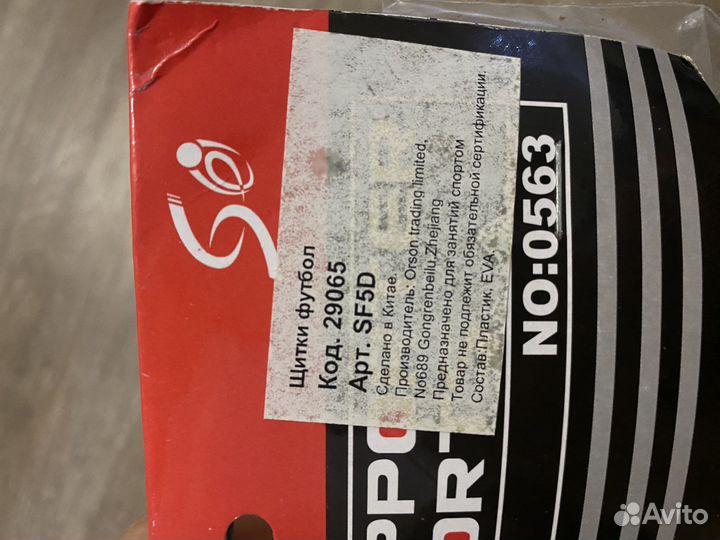 Щитки футбол
Код. 29065
Арт. SF5D
Сделано в Китае.
Производитель: Orson trading limited,
No689 Gongrenbeilu,Zhejiang
Предназначено для занятий спортом
Товар не подлежит обязательной сертификации.
Состав:Пластик, EVA
NO:0563
Avito